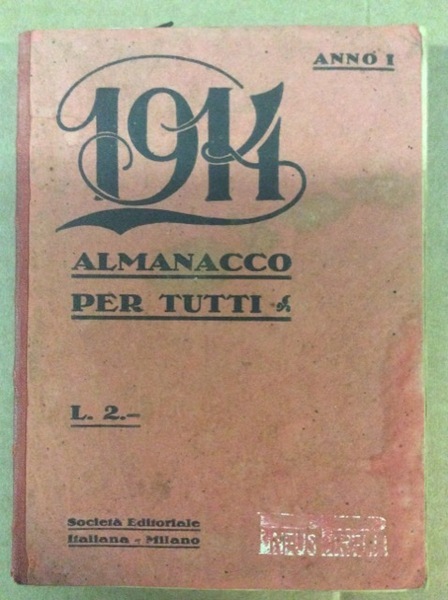 ANNO I
1914
ALMANACCO
PER TUTTI
L. 2.-
Società Editoriale
Italiana - Milano